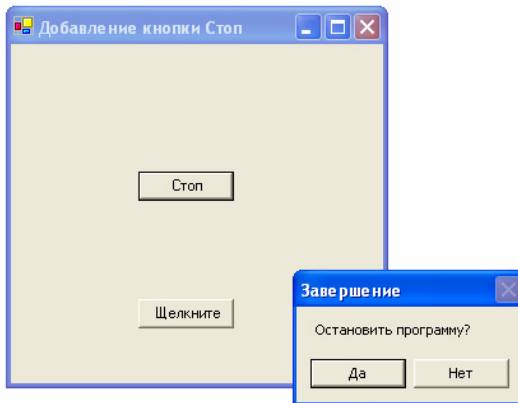 Добавление кнопки Стоп
Стоп
Щелкните
Завершение
Остановить программу?
Да Нет